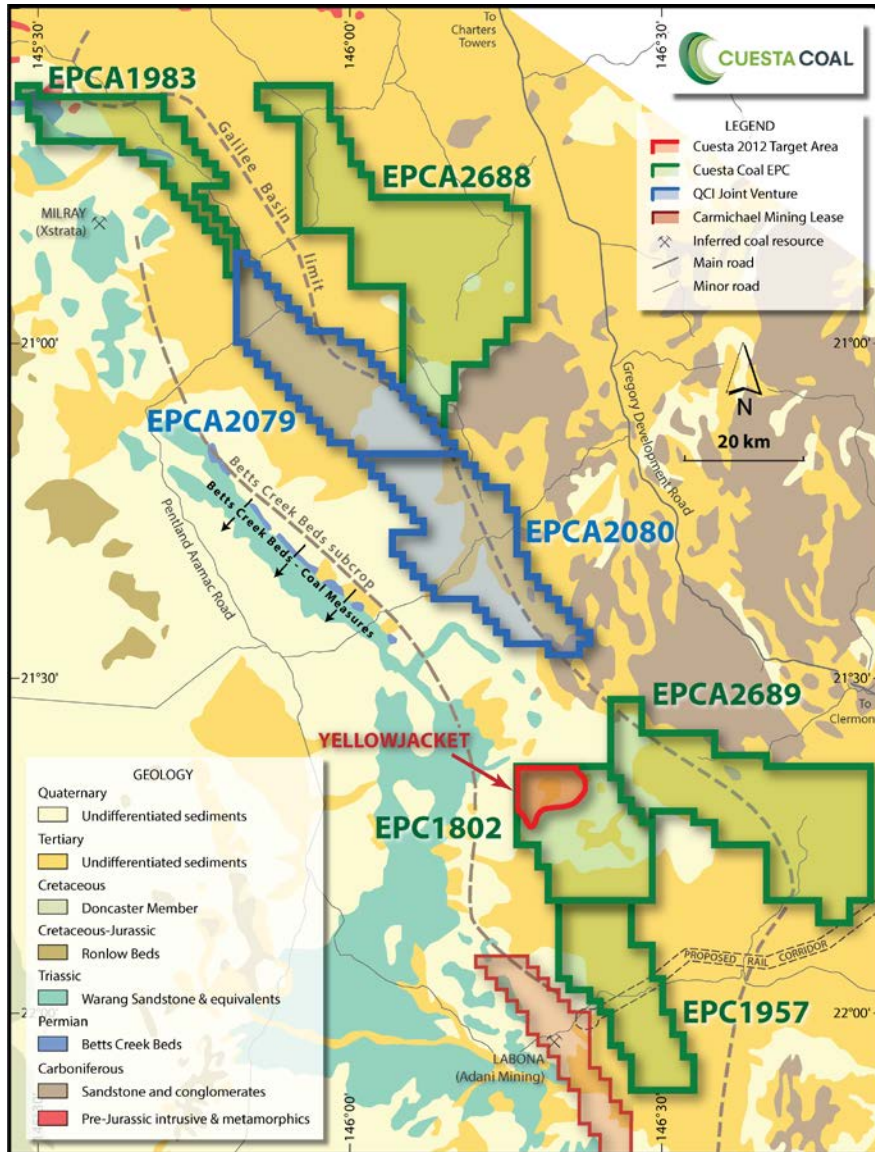 145°30'
146°00'
To
Charters
Towers
146°30'
CUESTA COAL
EPCA1983
Galilee Basin
limit
EPCA2688
LEGEND
Cuesta 2012 Target Area
Cuesta Coal EPC
QCI Joint Venture
Carmichael Mining Lease
Inferred coal resource
Main road
Minor road
MILRAY
(Xstrata)
21°00'
21°00'
Gregory Development Road
N
20 km
EPCA2079
Betts Creek Beds subcrop
Betts Creek Beds - Coal Measures
Pentland Aramac Road
EPCA2080
21°30'
21°30'
EPCA2689
To
Clermon
YELLOWJACKET
EPC1802
GEOLOGY
Quaternary
Undifferentiated sediments
Tertiary
Undifferentiated sediments
Cretaceous
Doncaster Member
Cretaceous-Jurassic
Ronlow Beds
Triassic
Warang Sandstone & equivalents
Permian
Betts Creek Beds
Carboniferous
Sandstone and conglomerates
Pre-Jurassic intrusive & metamorphics
PROPOSED RAIL CORRIDOR
EPC1957
22°00'
LABONA
(Adani Mining)
146°00'
146°30'